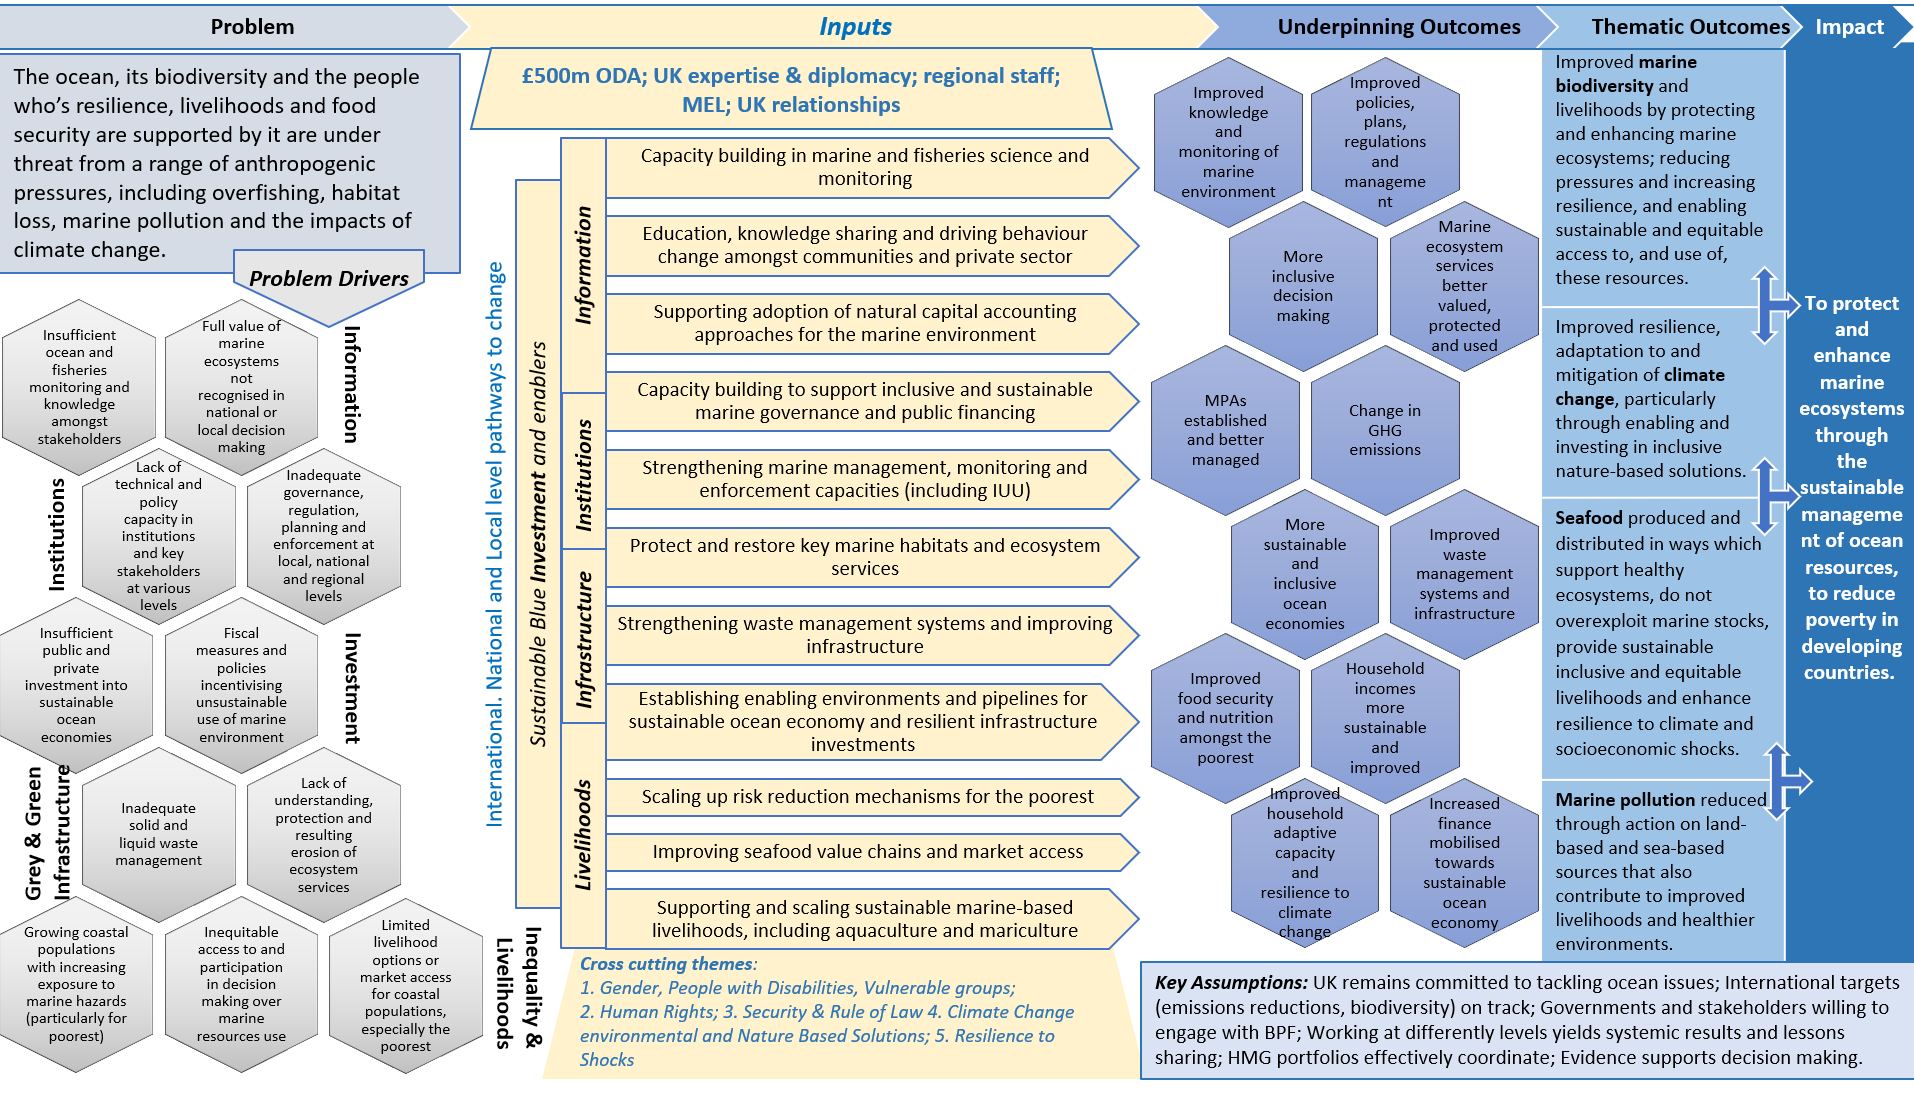 Problem
Inputs
Underpinning Outcomes
Thematic Outcomes
Impact
The ocean, its biodiversity and the people
who's resilience, livelihoods and food
security are supported by it are under
threat from a range of anthropogenic
pressures, including overfishing, habitat
loss, marine pollution and the impacts of
climate change.
Problem Drivers
Insufficient
ocean and
fisheries
monitoring and
knowledge
amongst
stakeholders
Full value of
marine
ecosystems
not
recognised in
national or
local decision
making
Information
Institutions
Lack of
technical and
policy
capacity in
institutions
and key
stakeholders
at various
levels
Inadequate
governance,
regulation,
planning and
enforcement at
local, national
and regional
levels
Insufficient
public and
private
investment into
sustainable
ocean
economies
Fiscal
measures and
policies
incentivising
unsustainable
use of marine
environment
Investment
Grey & Green
Infrastructure
Inadequate
solid and
liquid waste
management
Lack of
understanding,
protection and
resulting
erosion of
ecosystem
services
Growing coastal
populations
with increasing
exposure to
marine hazards
(particularly for
poorest)
Inequitable
access to and
participation
in decision
making over
marine
resources use
Limited
livelihood
options or
market access
for coastal
populations,
especially the
poorest
Inequality &
Livelihoods
£500m ODA; UK expertise & diplomacy; regional staff;
MEL; UK relationships
International. National and Local level pathways to change
Sustainable Blue Investment and enablers
Information
Capacity building in marine and fisheries science and
monitoring
Education, knowledge sharing and driving behaviour
change amongst communities and private sector
Supporting adoption of natural capital accounting
approaches for the marine environment
Institutions
Capacity building to support inclusive and sustainable
marine governance and public financing
Strengthening marine management, monitoring and
enforcement capacities (including IUU)
Infrastructure
Protect and restore key marine habitats and ecosystem
services
Strengthening waste management systems and improving
infrastructure
Establishing enabling environments and pipelines for
sustainable ocean economy and resilient infrastructure
investments
Livelihoods
Scaling up risk reduction mechanisms for the poorest
Improving seafood value chains and market access
Supporting and scaling sustainable marine-based
livelihoods, including aquaculture and mariculture
Cross cutting themes:
1. Gender, People with Disabilities, Vulnerable groups;
2. Human Rights; 3. Security & Rule of Law 4. Climate Change
environmental and Nature Based Solutions; 5. Resilience to
Shocks
Improved
knowledge
and
monitoring of
marine
environment
Improved
policies,
plans,
regulations
and
manageme
nt
More
inclusive
decision
making
Marine
ecosystem
services
better
valued,
protected
and used
MPAs
established
and better
managed
Change in
GHG
emissions
More
sustainable
and
inclusive
ocean
economies
Improved
waste
management
systems and
infrastructure
Improved
food security
and nutrition
amongst the
poorest
Household
incomes
more
sustainable
and
improved
Improved
household
adaptive
capacity
and
resilience to
climate
change
Increased
finance
mobilised
towards
sustainable
ocean
economy
Improved marine
biodiversity and
livelihoods by protecting
and enhancing marine
ecosystems; reducing
pressures and increasing
resilience, and enabling
sustainable and equitable
access to, and use of,
these resources.
Improved resilience,
adaptation to and
mitigation of climate
change, particularly
through enabling and
investing in inclusive
nature-based solutions.
Seafood produced and
distributed in ways which
support healthy
ecosystems, do not
overexploit marine stocks,
provide sustainable
inclusive and equitable
livelihoods and enhance
resilience to climate and
socioeconomic shocks.
Marine pollution reduced
through action on land-
based and sea-based
sources that also
contribute to improved
livelihoods and healthier
environments.
To protect
and
enhance
marine
ecosystems
through
the
sustainable
manageme
nt of ocean
resources,
to reduce
poverty in
developing
countries.
Key Assumptions: UK remains committed to tackling ocean issues; International targets
(emissions reductions, biodiversity) on track; Governments and stakeholders willing to
engage with BPF; Working at differently levels yields systemic results and lessons
sharing; HMG portfolios effectively coordinate; Evidence supports decision making.